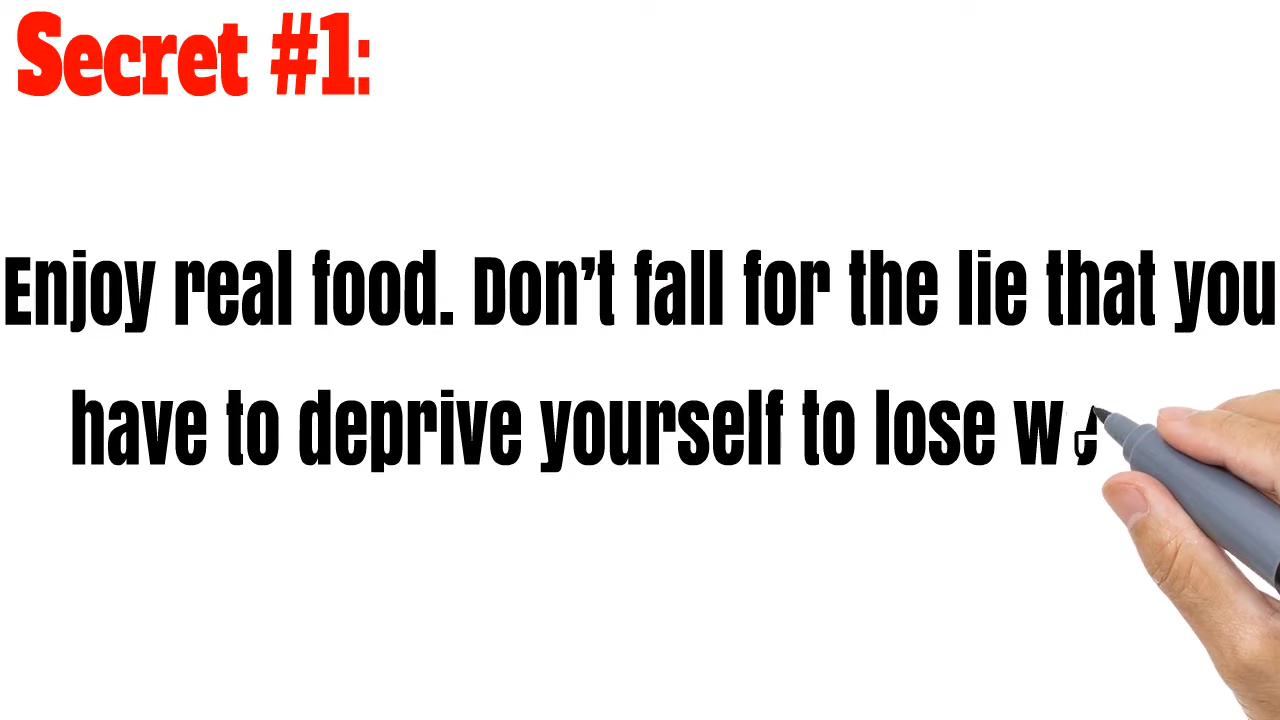 Secret #1:
Enjoy real food. Don’t fall for the lie that you
have to deprive yourself to lose w